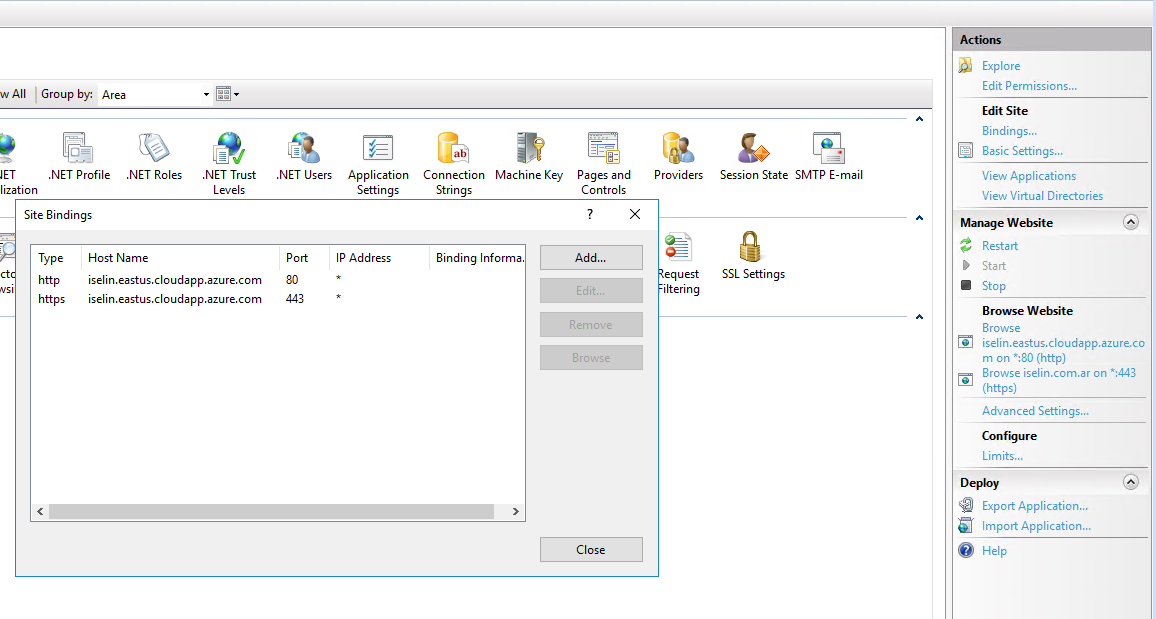 w All
Group by: Area
NET
lization
.NET Profile
.NET Roles
.NET Trust
Levels
.NET Users
Application
Settings
Connection
Strings
Machine Key
Pages and
Controls
Providers
Session State
SMTP E-mail
Site Bindings
?
Type Host Name Port IP Address Binding Informa.
http iselin.eastus.cloudapp.azure.com 80 *
https iselin.eastus.cloudapp.azure.com 443 *
Add...
Edit...
Remove
Browse
Close
cto
wsi
Request
Filtering
SSL Settings
Actions
Explore
Edit Permissions...
Edit Site
Bindings...
Basic Settings...
View Applications
View Virtual Directories
Manage Website
Restart
Start
Stop
Browse Website
Browse
iselin.eastus.cloudapp.azure.co
m on *:80 (http)
Browse iselin.com.ar on *:443
(https)
Advanced Settings...
Configure
Limits...
Deploy
Export Application...
Import Application...
Help